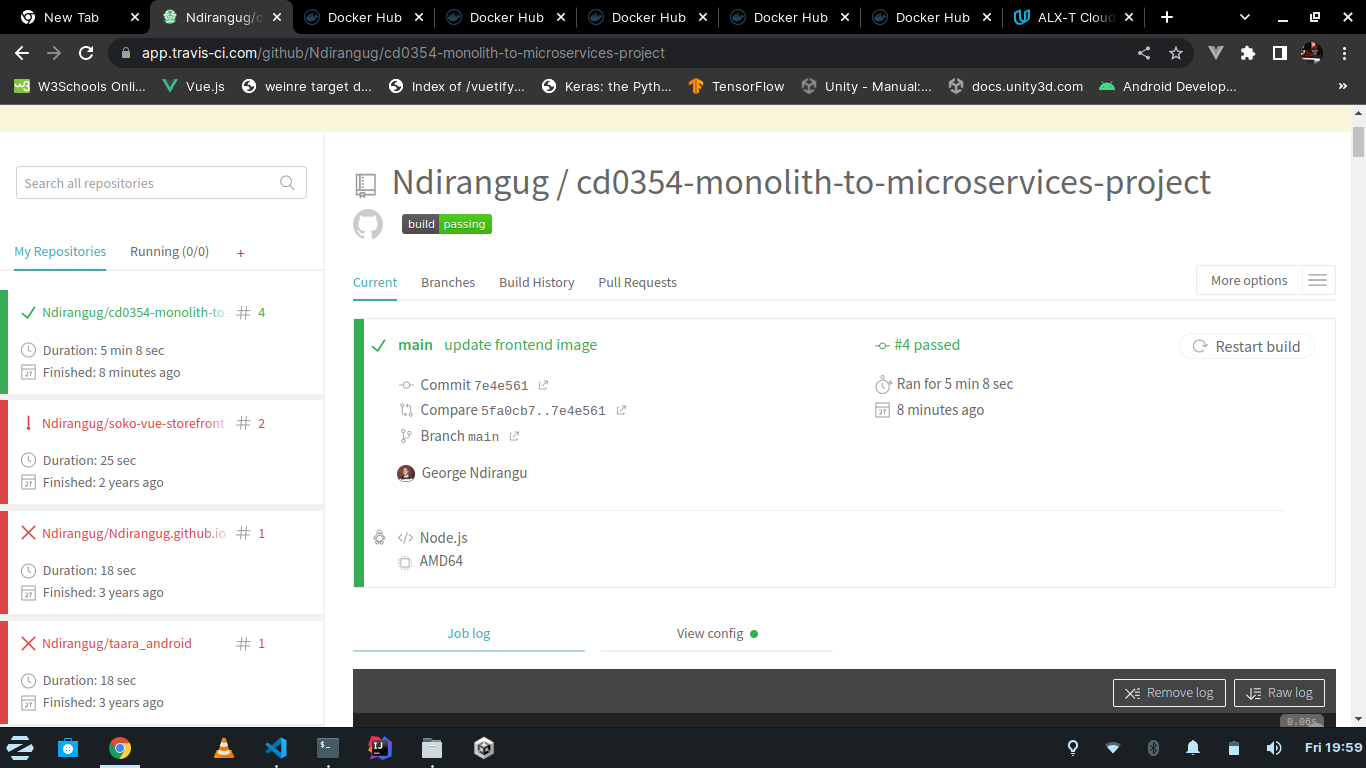 New Tab
Ndirangug/c
Docker Hub
Docker Hub
Docker Hub
Docker Hub
Docker Hub
ALX-T Cloud
app.travis-ci.com/github/Ndirangug/cd0354-monolith-to-microservices-project
W3Schools Onli...
Vue.js
weinre target d...
Index of /vuetify...
Keras: the Pyth...
TensorFlow
Unity - Manual:...
docs.unity3d.com
Android Develop...
»
Search all repositories
My Repositories
Running (0/0)
+
Ndirangug/cd0354-monolith-to-
# 4
Duration: 5 min 8 sec
Finished: 8 minutes ago
Ndirangug/soko-vue-storefront
# 2
Duration: 25 sec
Finished: 2 years ago
Ndirangug/Ndirangug.github.io
# 1
Duration: 18 sec
Finished: 3 years ago
Ndirangug/taara_android
# 1
Duration: 18 sec
Finished: 3 years ago
Ndirangug / cd0354-monolith-to-microservices-project
build passing
Current
Branches
Build History
Pull Requests
More options
main update frontend image
#4 passed
Restart build
Commit 7e4e561
Ran for 5 min 8 sec
Compare 5fa0cb7..7e4e561
8 minutes ago
Branch main
George Ndirangu
Node.js
AMD64
Job log
View config
Remove log
Raw log
0.06s
Fri 19:59